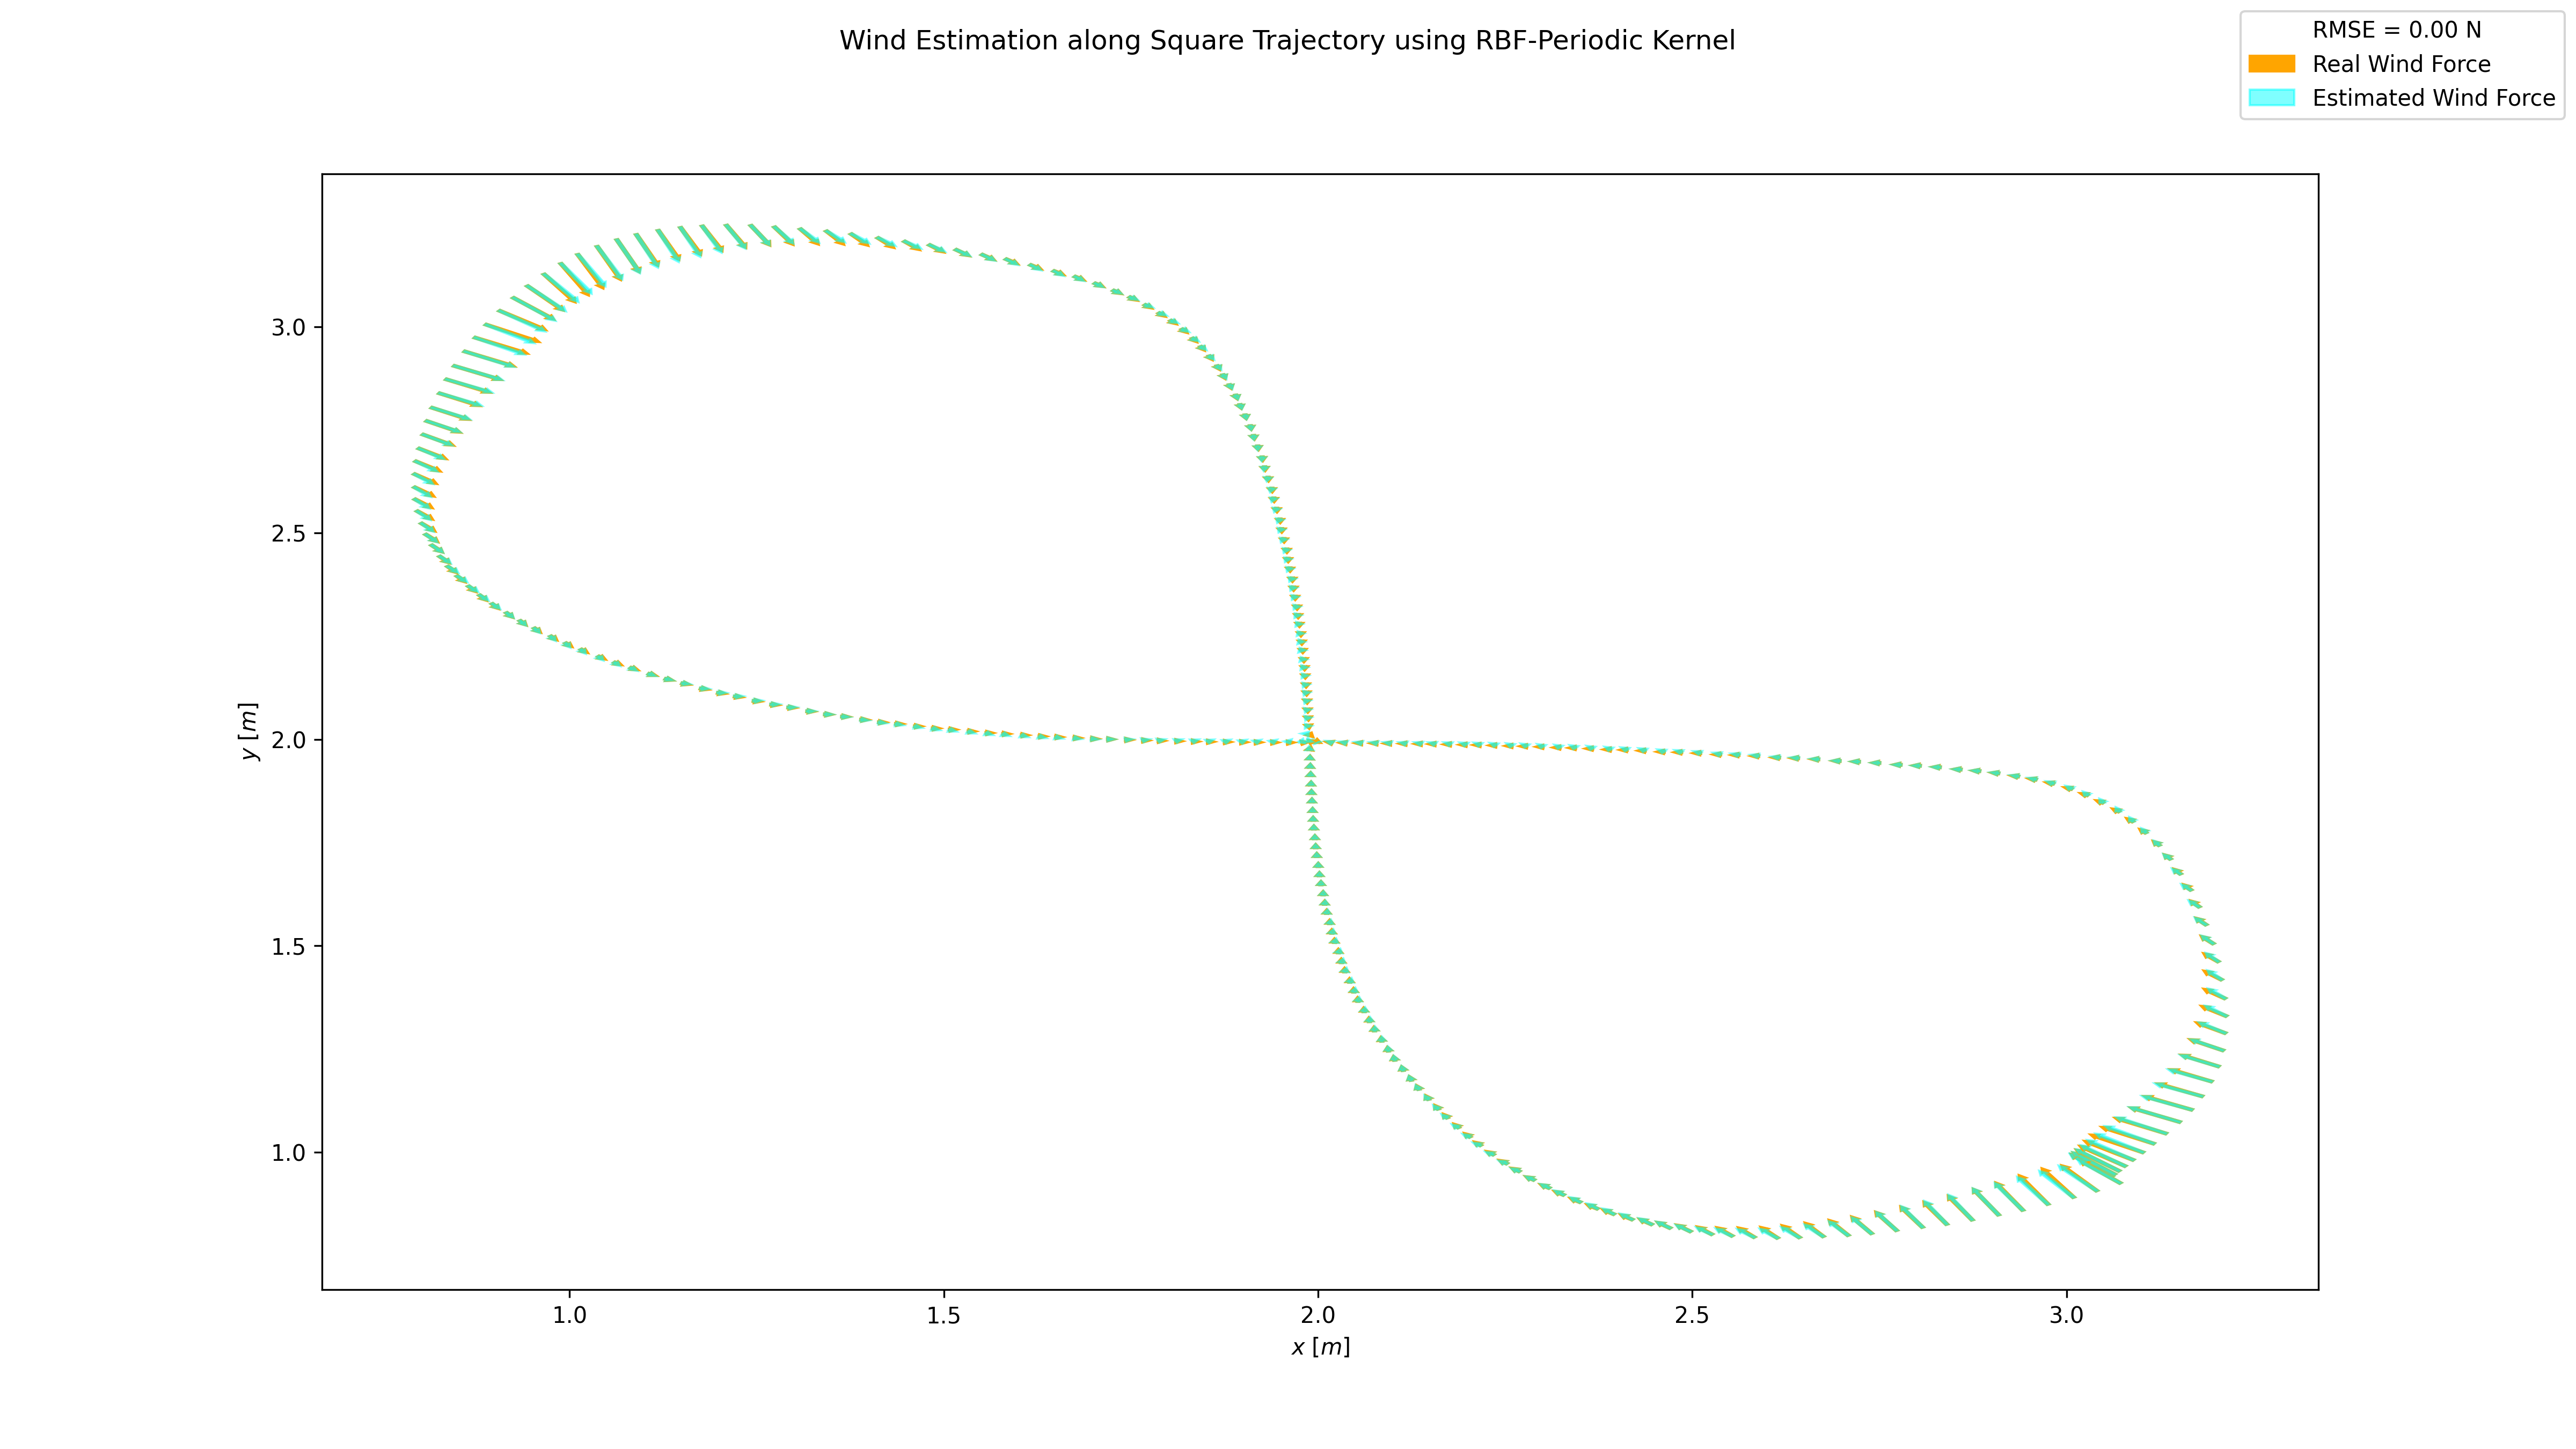 Wind Estimation along Square Trajectory using RBF-Periodic Kernel
RMSE = 0.00 N
Real Wind Force
Estimated Wind Force
3.0
2.5
2.0
1.5
1.0
y [m]
1.0 1.5 2.0 2.5 3.0
x [m]